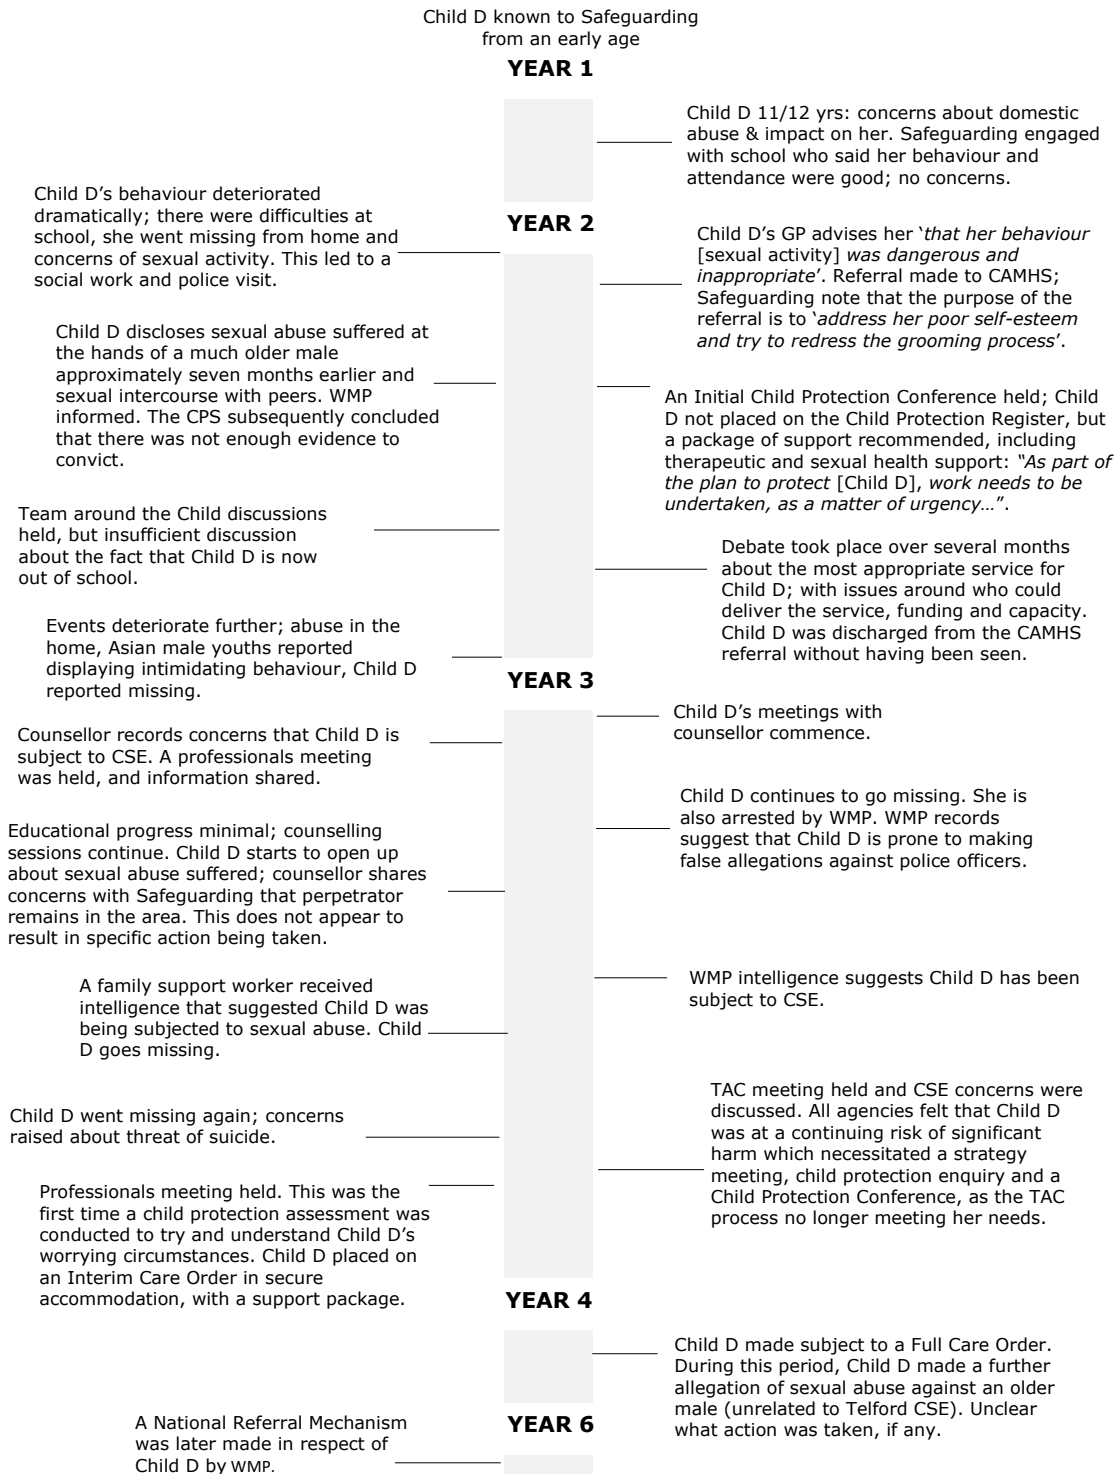 Child D known to Safeguarding
from an early age
YEAR 1
Child D 11/12 yrs: concerns about domestic
abuse & impact on her. Safeguarding engaged
with school who said her behaviour and
attendance were good; no concerns.
Child D’s behaviour deteriorated
dramatically; there were difficulties at
school, she went missing from home and
concerns of sexual activity. This led to a
social work and police visit.
YEAR 2
Child D’s GP advises her ‘that her behaviour
[sexual activity] was dangerous and
inappropriate’. Referral made to CAMHS;
Safeguarding note that the purpose of the
referral is to ‘address her poor self-esteem
and try to redress the grooming process’.
Child D discloses sexual abuse suffered at
the hands of a much older male
approximately seven months earlier and
sexual intercourse with peers. WMP
informed. The CPS subsequently concluded
that there was not enough evidence to
convict.
An Initial Child Protection Conference held; Child
D not placed on the Child Protection Register, but
a package of support recommended, including
therapeutic and sexual health support: “As part of
the plan to protect [Child D], work needs to be
undertaken, as a matter of urgency…”.
Team around the Child discussions
held, but insufficient discussion
about the fact that Child D is now
out of school.
Debate took place over several months
about the most appropriate service for
Child D; with issues around who could
deliver the service, funding and capacity.
Child D was discharged from the CAMHS
referral without having been seen.
Events deteriorate further; abuse in the
home, Asian male youths reported
displaying intimidating behaviour, Child D
reported missing.
YEAR 3
Child D’s meetings with
counsellor commence.
Counsellor records concerns that Child D is
subject to CSE. A professionals meeting
was held, and information shared.
Child D continues to go missing. She is
also arrested by WMP. WMP records
suggest that Child D is prone to making
false allegations against police officers.
Educational progress minimal; counselling
sessions continue. Child D starts to open up
about sexual abuse suffered; counsellor shares
concerns with Safeguarding that perpetrator
remains in the area. This does not appear to
result in specific action being taken.
WMP intelligence suggests Child D has been
subject to CSE.
A family support worker received
intelligence that suggested Child D was
being subjected to sexual abuse. Child
D goes missing.
TAC meeting held and CSE concerns were
discussed. All agencies felt that Child D
was at a continuing risk of significant
harm which necessitated a strategy
meeting, child protection enquiry and a
Child Protection Conference, as the TAC
process no longer meeting her needs.
Child D went missing again; concerns
raised about threat of suicide.
Professionals meeting held. This was the
first time a child protection assessment was
conducted to try and understand Child D’s
worrying circumstances. Child D placed on
an Interim Care Order in secure
accommodation, with a support package.
YEAR 4
Child D made subject to a Full Care Order.
During this period, Child D made a further
allegation of sexual abuse against an older
male (unrelated to Telford CSE). Unclear
what action was taken, if any.
YEAR 6
A National Referral Mechanism
was later made in respect of
Child D by WMP.